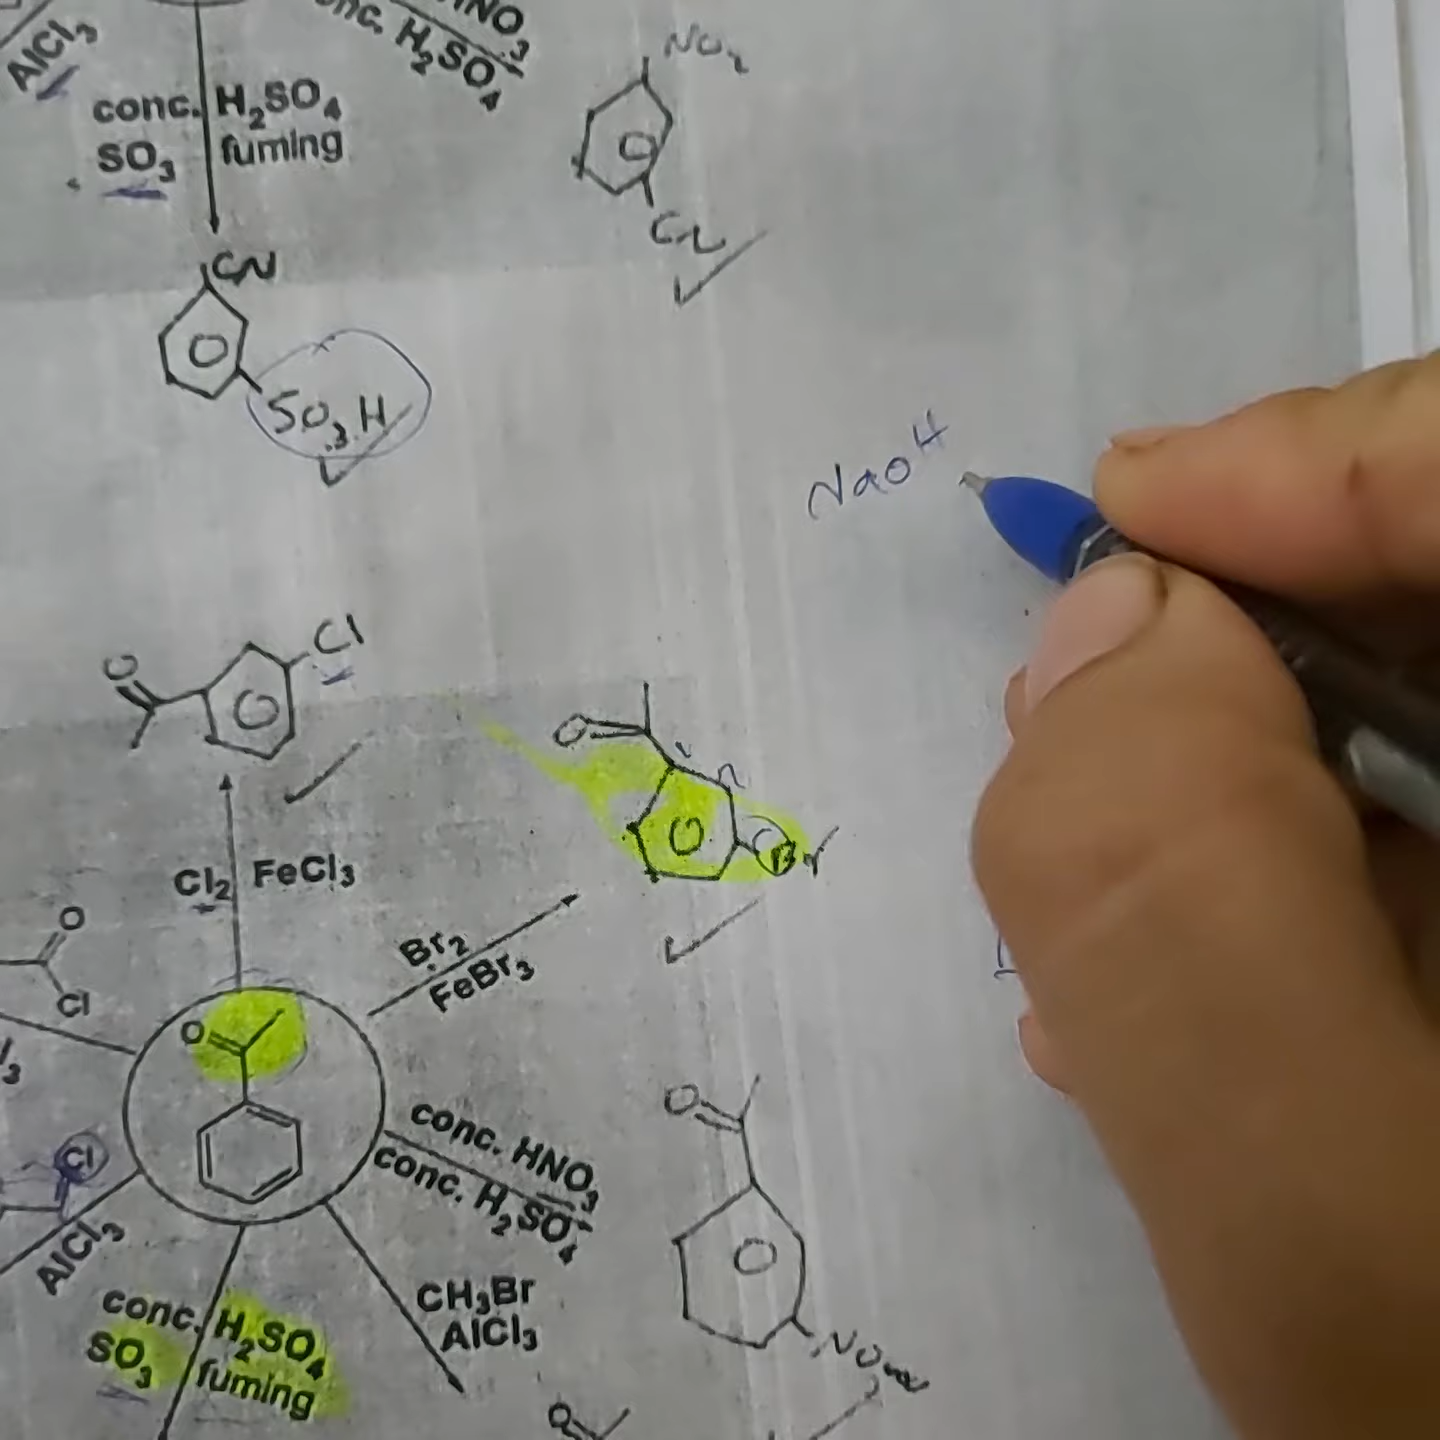 HNO3
conc. H2SO4
AlCl3
NO2
conc. H2SO4
SO3 fuming
CN
CN
SO3H
NaOH
Cl
O
O
Cl2 FeCl3
Br
Br2
FeBr3
O
Cl
O
O
conc. HNO3
conc. H2SO4
Cl
AlCl3
CH3Br
AlCl3
conc. H2SO4
SO3 fuming
NO2
O